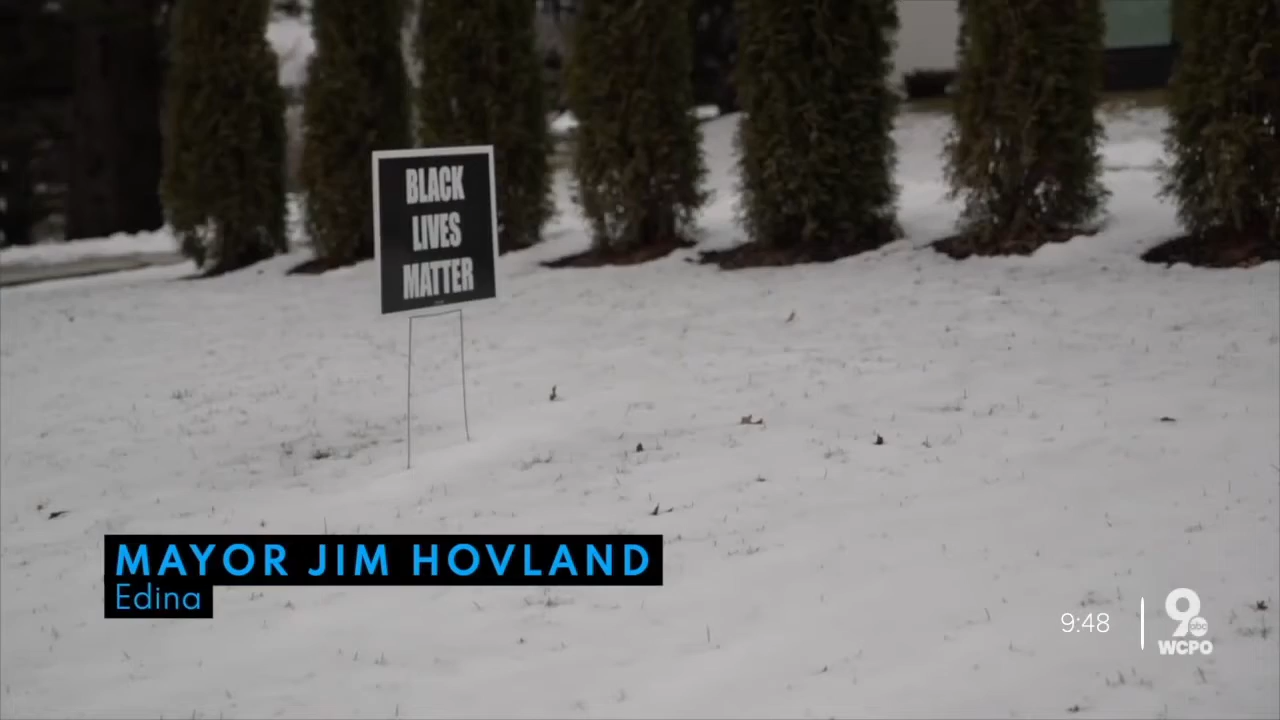 BLACK
LIVES
MATTER
MAYOR JIM HOVLAND
Edina
9:48
9 abc
WCPO